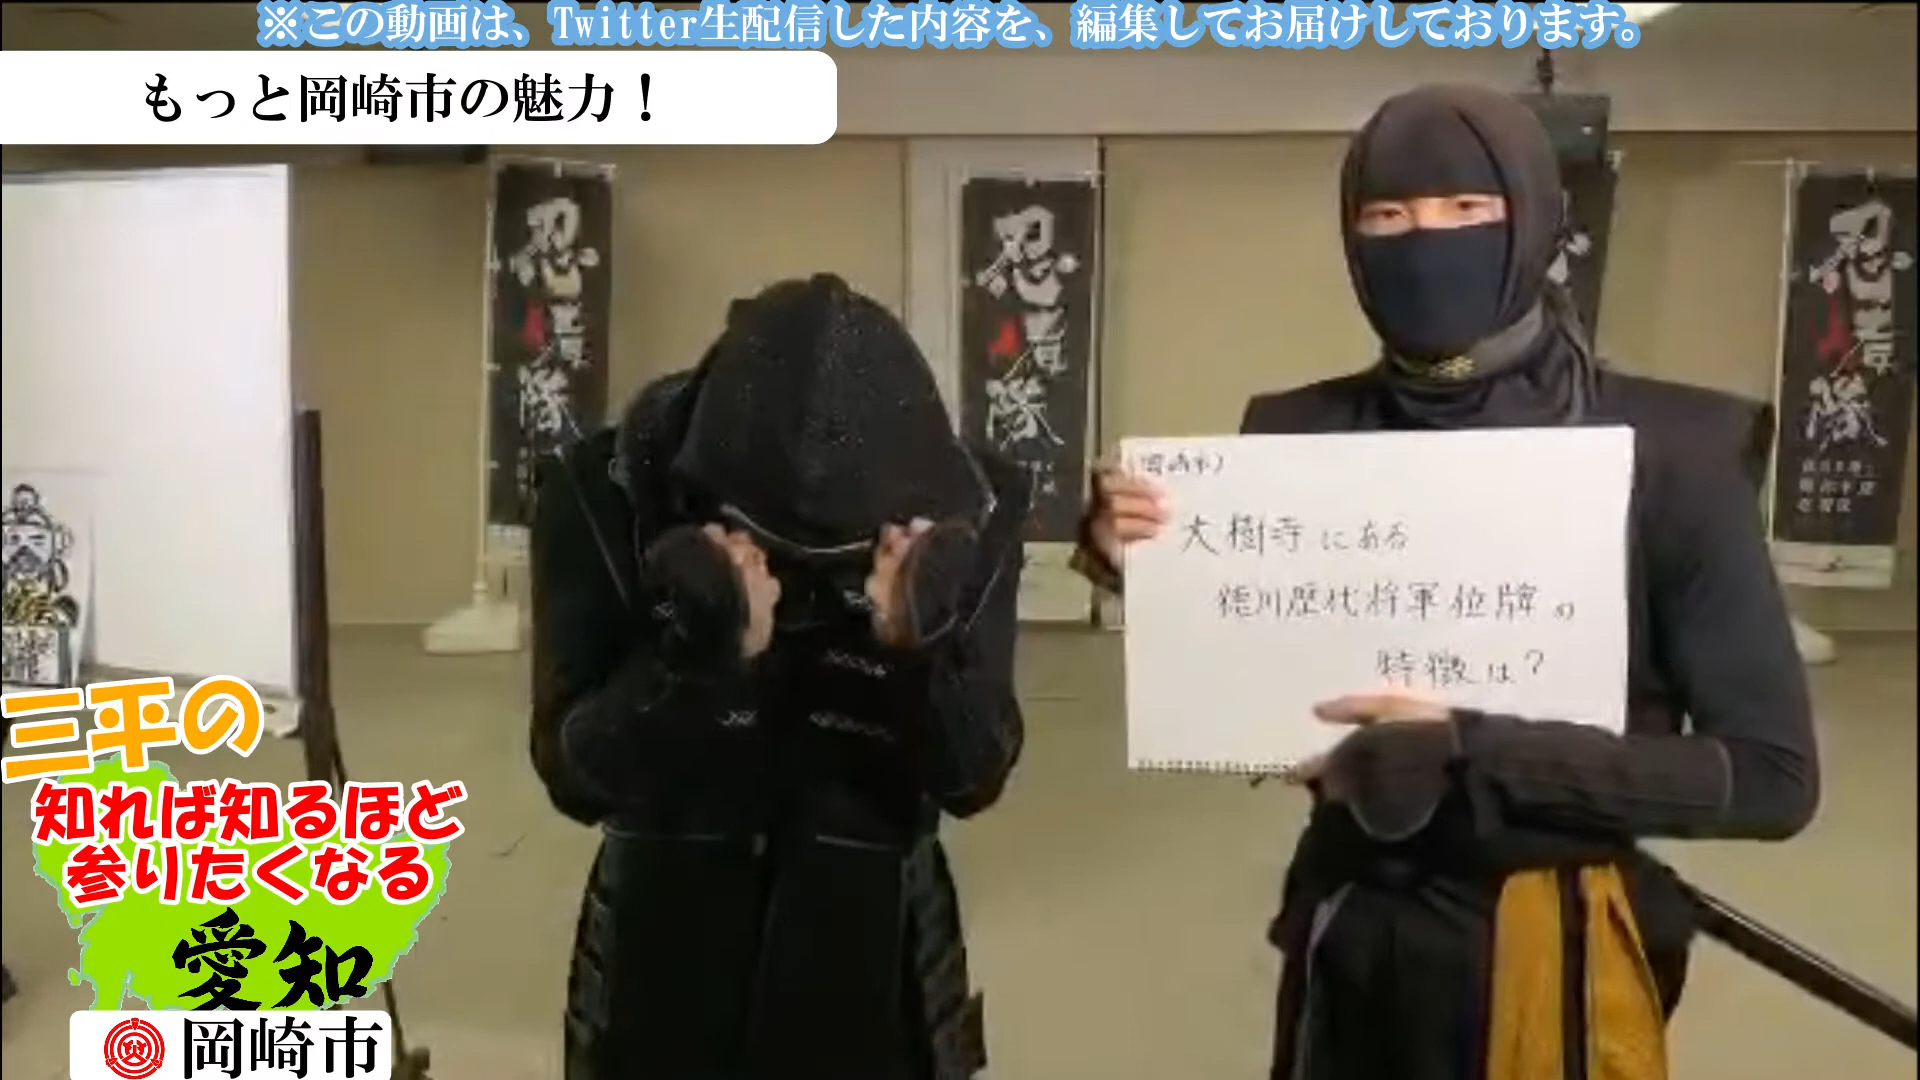 ※この動画は、Twitter生配信した内容を、編集してお届けしております。
もっと岡崎市の魅力！
忍者隊
忍者隊
忍者隊
(岡崎市)
大樹寺にある
徳川歴代将軍位牌の
特徴は？
三平の
知れば知るほど
参りたくなる
愛知
岡崎市